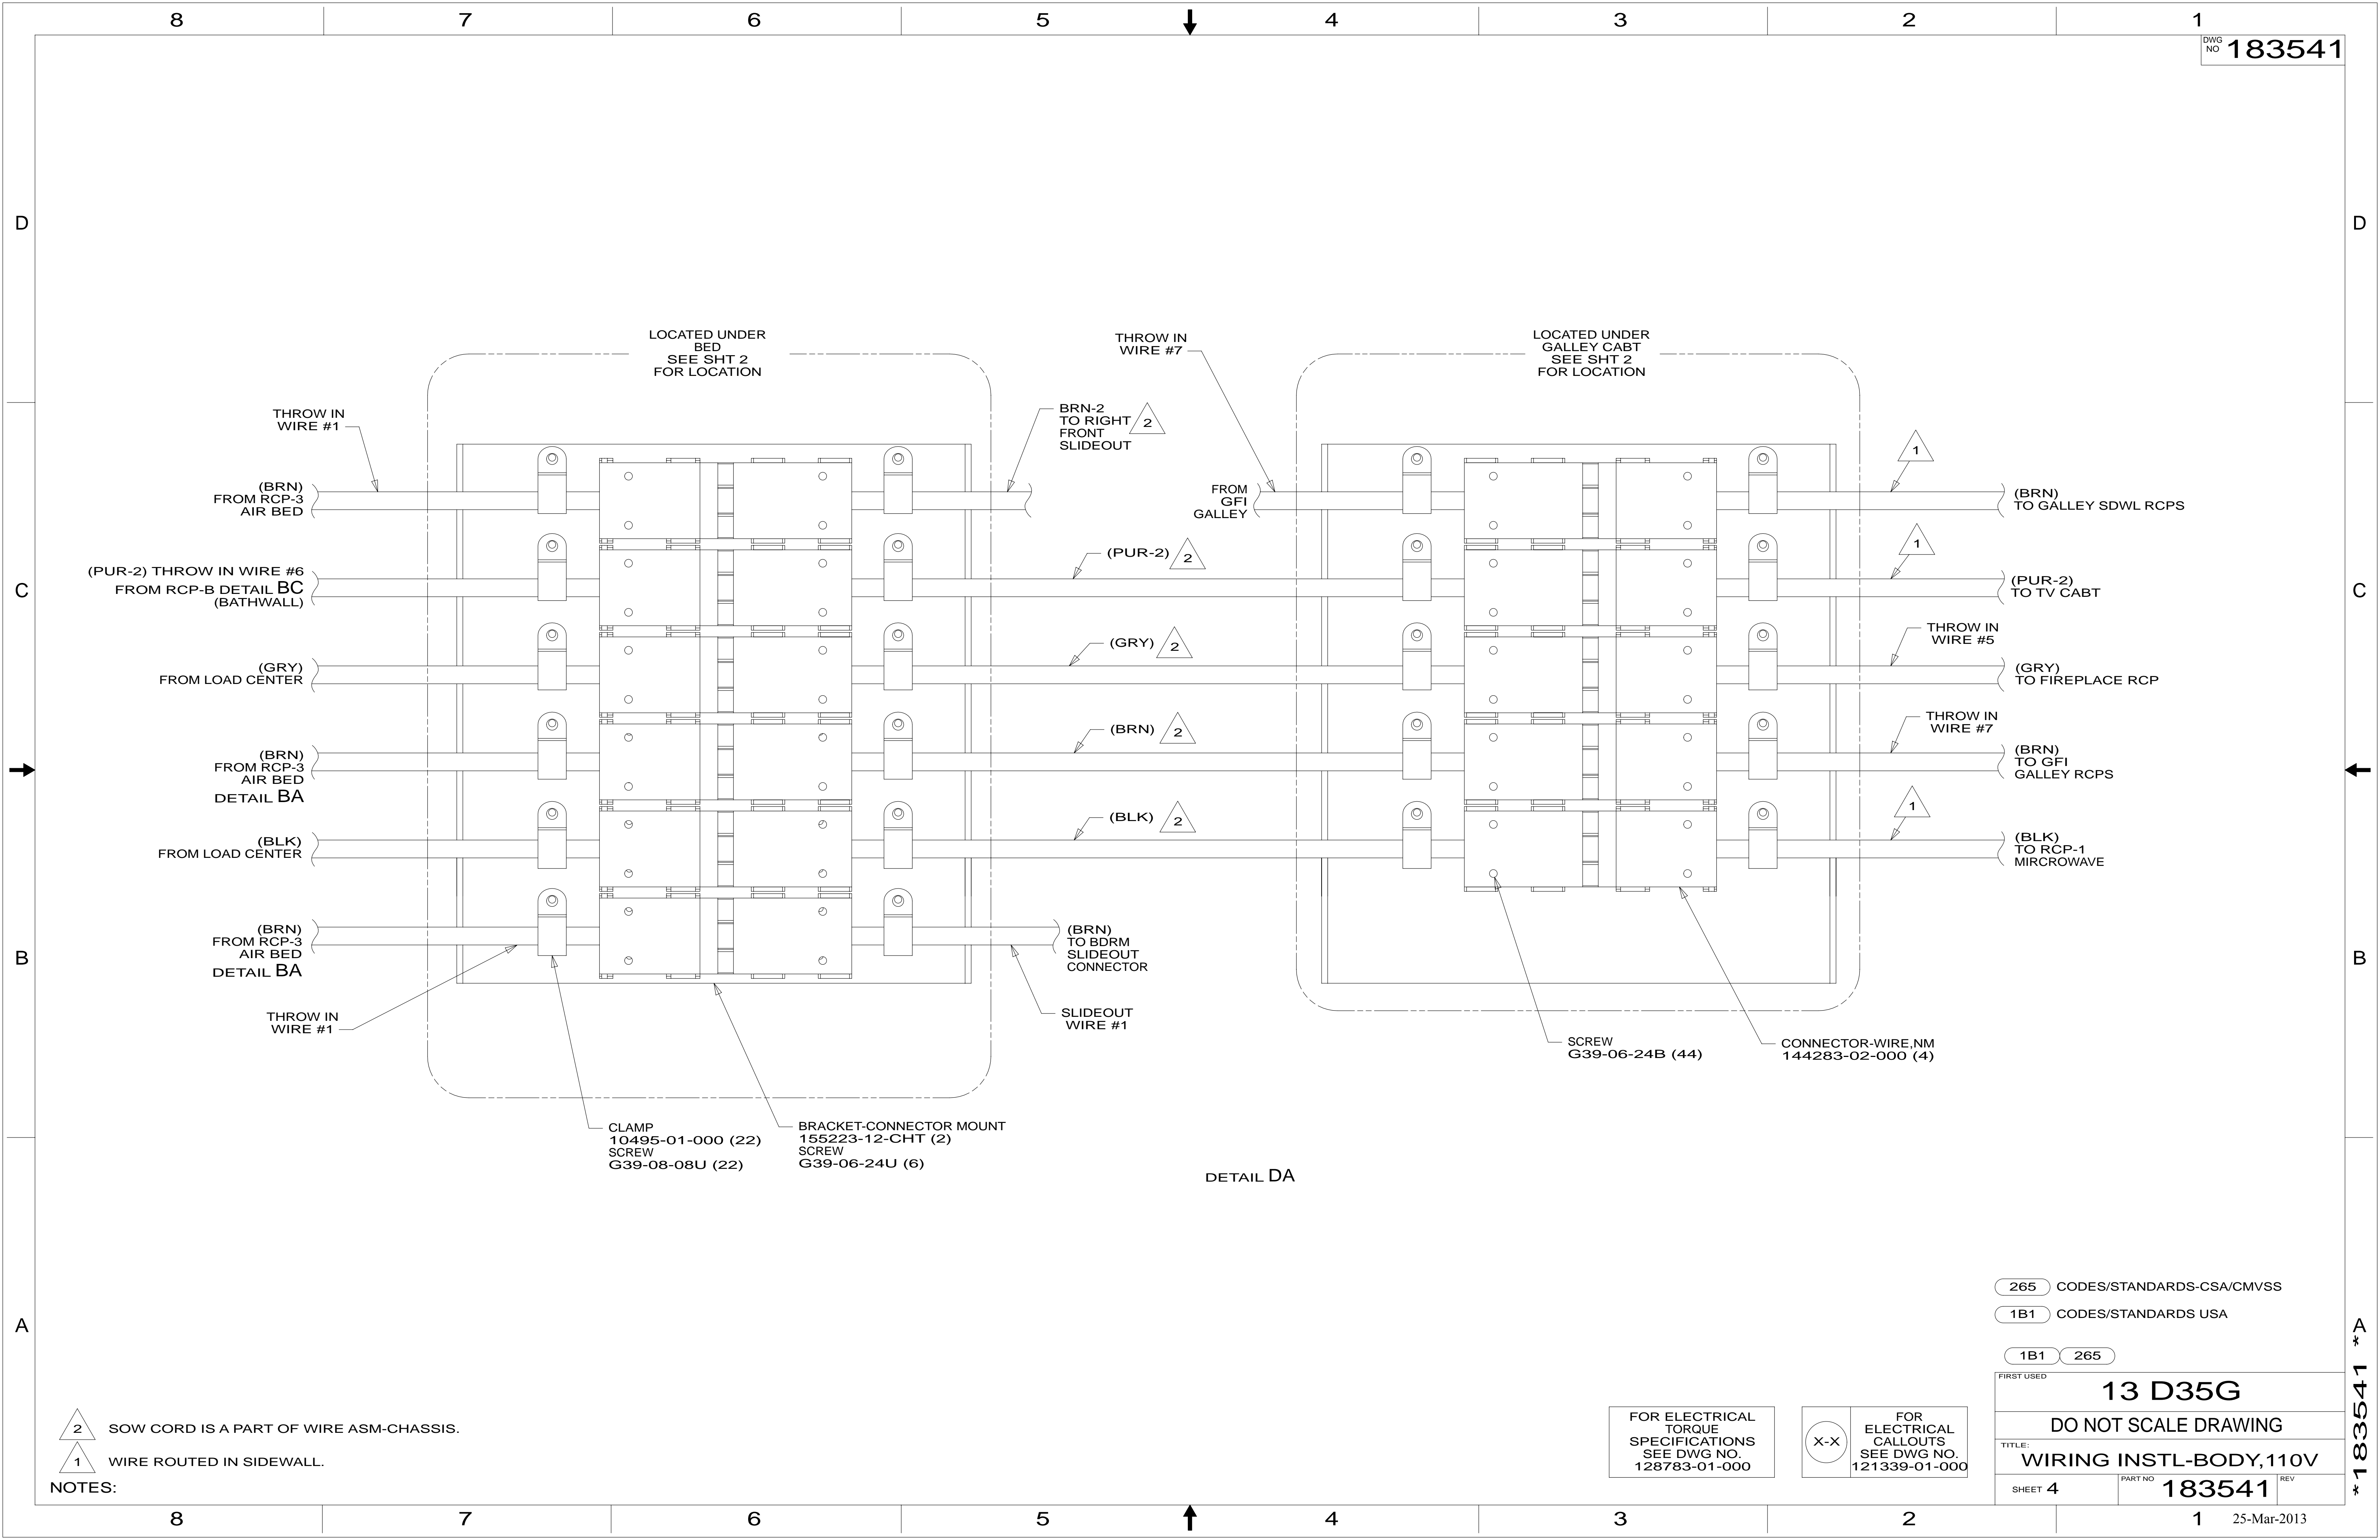 8 7 6 5 4 3 2 1
DWG
NO 183541
D D
LOCATED UNDER
BED
SEE SHT 2
FOR LOCATION
THROW IN
WIRE #7
LOCATED UNDER
GALLEY CABT
SEE SHT 2
FOR LOCATION
THROW IN
WIRE #1
BRN-2
TO RIGHT
FRONT
SLIDEOUT
2
1
(BRN)
FROM RCP-3
AIR BED
FROM
GFI
GALLEY
(BRN)
TO GALLEY SDWL RCPS
(PUR-2) THROW IN WIRE #6
FROM RCP-B DETAIL BC
(BATHWALL)
(PUR-2) 2
1
(PUR-2)
TO TV CABT
C C
(GRY)
FROM LOAD CENTER
(GRY) 2
THROW IN
WIRE #5
(GRY)
TO FIREPLACE RCP
(BRN)
FROM RCP-3
AIR BED
DETAIL BA
(BRN) 2
THROW IN
WIRE #7
(BRN)
TO GFI
GALLEY RCPS
(BLK)
FROM LOAD CENTER
(BLK) 2
1
(BLK)
TO RCP-1
MIRCROWAVE
(BRN)
FROM RCP-3
AIR BED
DETAIL BA
(BRN)
TO BDRM
SLIDEOUT
CONNECTOR
B B
THROW IN
WIRE #1
SLIDEOUT
WIRE #1
SCREW
G39-06-24B (44)
CONNECTOR-WIRE,NM
144283-02-000 (4)
CLAMP
10495-01-000 (22)
SCREW
G39-08-08U (22)
BRACKET-CONNECTOR MOUNT
155223-12-CHT (2)
SCREW
G39-06-24U (6)
DETAIL DA
265 CODES/STANDARDS-CSA/CMVSS
1B1 CODES/STANDARDS USA
A A
1B1 265
2 SOW CORD IS A PART OF WIRE ASM-CHASSIS.
1 WIRE ROUTED IN SIDEWALL.
NOTES:
FOR ELECTRICAL
TORQUE
SPECIFICATIONS
SEE DWG NO.
128783-01-000
X-X
FOR
ELECTRICAL
CALLOUTS
SEE DWG NO.
121339-01-000
FIRST USED
13 D35G
DO NOT SCALE DRAWING
TITLE:
WIRING INSTL-BODY,110V
SHEET 4
PART NO 183541
REV
*183541 *
8 7 6 5 4 3 2 1
25-Mar-2013